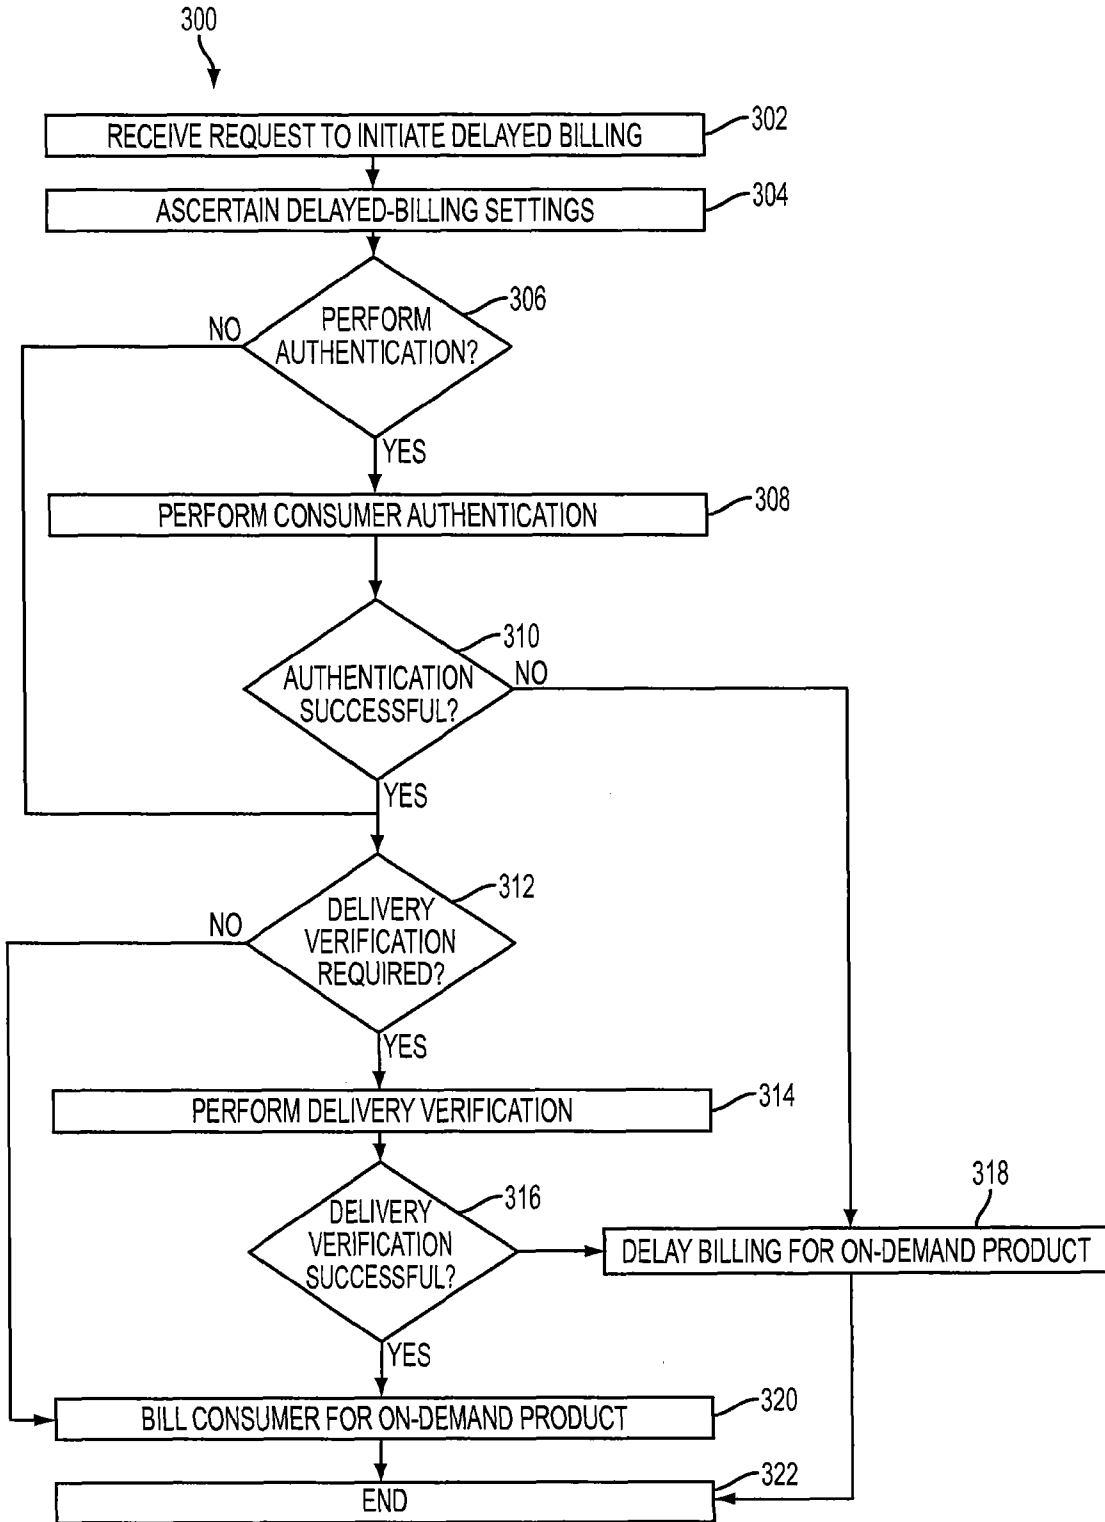 300
RECEIVE REQUEST TO INITIATE DELAYED BILLING
302
ASCERTAIN DELAYED-BILLING SETTINGS
304
306
PERFORM
AUTHENTICATION?
NO
YES
PERFORM CONSUMER AUTHENTICATION
308
310
AUTHENTICATION
SUCCESSFUL?
NO
YES
312
DELIVERY
VERIFICATION
REQUIRED?
NO
YES
PERFORM DELIVERY VERIFICATION
314
316
DELIVERY
VERIFICATION
SUCCESSFUL?
318
DELAY BILLING FOR ON-DEMAND PRODUCT
YES
BILL CONSUMER FOR ON-DEMAND PRODUCT
320
END
322